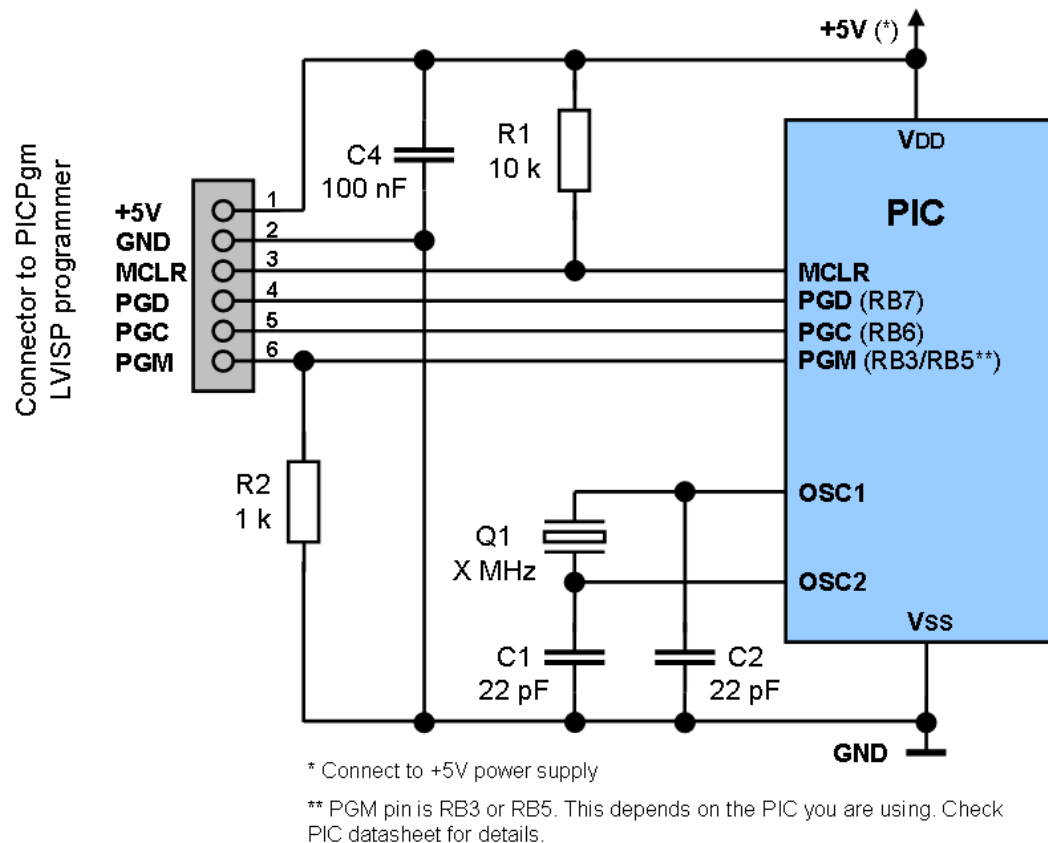 +5V (*)
Connector to PICPgm
LVISP programmer
+5V
GND
MCLR
PGD
PGC
PGM
1
2
3
4
5
6
C4
100 nF
R1
10 k
VDD
PIC
MCLR
PGD (RB7)
PGC (RB6)
PGM (RB3/RB5**)
OSC1
OSC2
VSS
R2
1 k
Q1
X MHz
C1
22 pF
C2
22 pF
GND
* Connect to +5V power supply
** PGM pin is RB3 or RB5. This depends on the PIC you are using. Check
PIC datasheet for details.